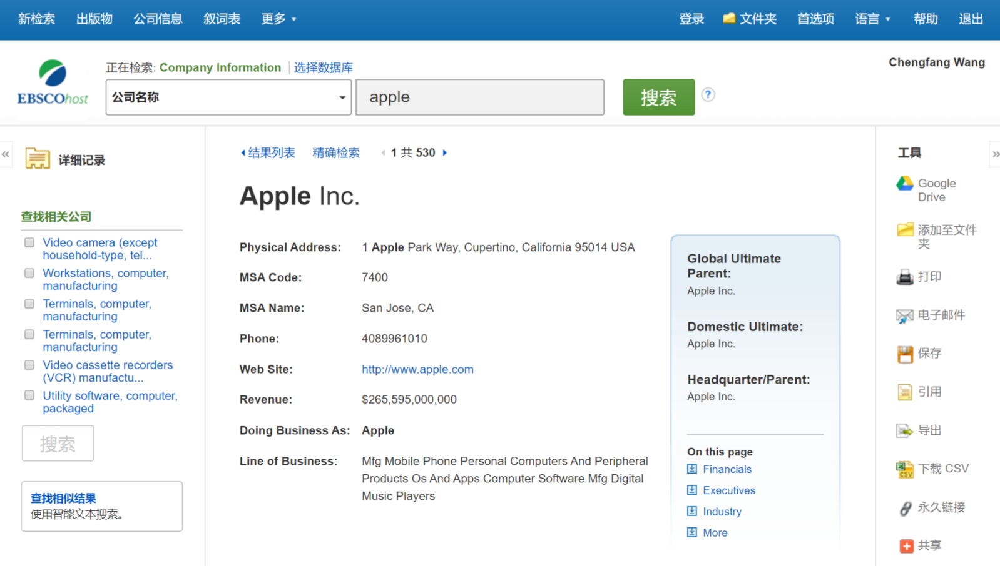 新检索 出版物 公司信息 叙词表 更多
登录 文件夹 首选项 语言 帮助 退出
EBSCOhost
正在检索: Company Information 选择数据库
Chengfang Wang
公司名称
apple
搜索
?
详细记录
查找相关公司
Video camera (except
household-type, tel...
Workstations, computer,
manufacturing
Terminals, computer,
manufacturing
Terminals, computer,
manufacturing
Video cassette recorders
(VCR) manufactu...
Utility software, computer,
packaged
搜索
查找相似结果
使用智能文本搜索。
结果列表 精确检索 1 共 530
Apple Inc.
Physical Address: 1 Apple Park Way, Cupertino, California 95014 USA
MSA Code: 7400
MSA Name: San Jose, CA
Phone: 4089961010
Web Site: http://www.apple.com
Revenue: $265,595,000,000
Doing Business As: Apple
Line of Business: Mfg Mobile Phone Personal Computers And Peripheral
Products Os And Apps Computer Software Mfg Digital
Music Players
Global Ultimate
Parent:
Apple Inc.
Domestic Ultimate:
Apple Inc.
Headquarter/Parent:
Apple Inc.
On this page
Financials
Executives
Industry
More
工具
Google
Drive
添加至文件
夹
打印
电子邮件
保存
引用
导出
CSV
下载 CSV
永久链接
共享